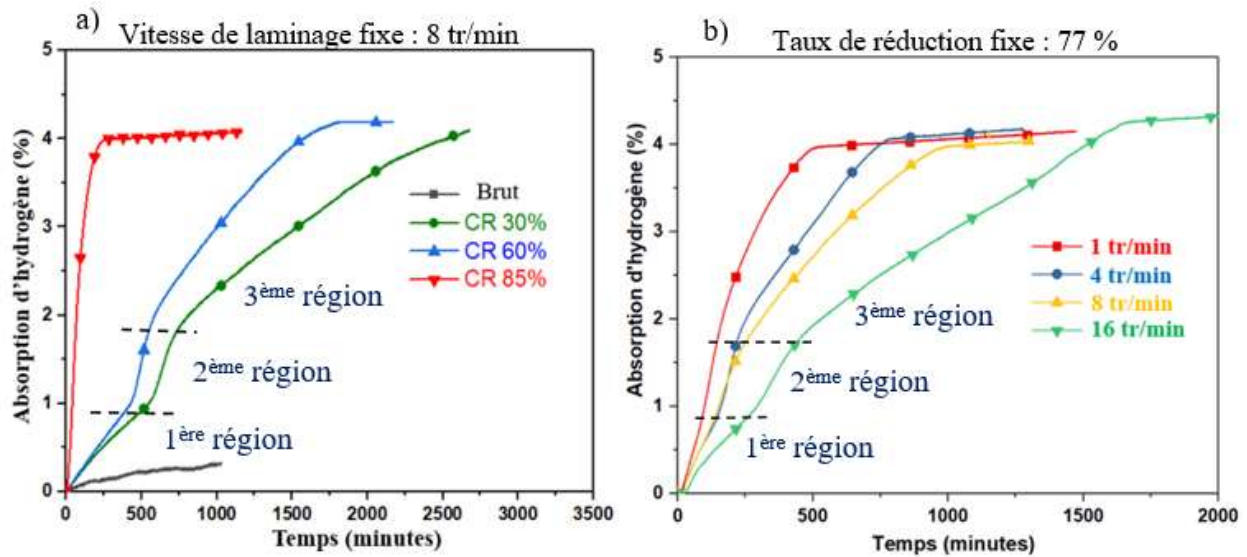 a)
Vitesse de laminage fixe : 8 tr/min
Absorption d'hydrogène (%)
5
4
3
2
1
0
Brut
CR 30%
CR 60%
CR 85%
3ème région
2ème région
1ère région
0 500 1000 1500 2000 2500 3000 3500
Temps (minutes)
b)
Taux de réduction fixe : 77 %
Absorption d'hydrogène (%)
5
4
3
2
1
0
1 tr/min
4 tr/min
8 tr/min
16 tr/min
3ème région
2ème région
1ère région
0 500 1000 1500 2000
Temps (minutes)